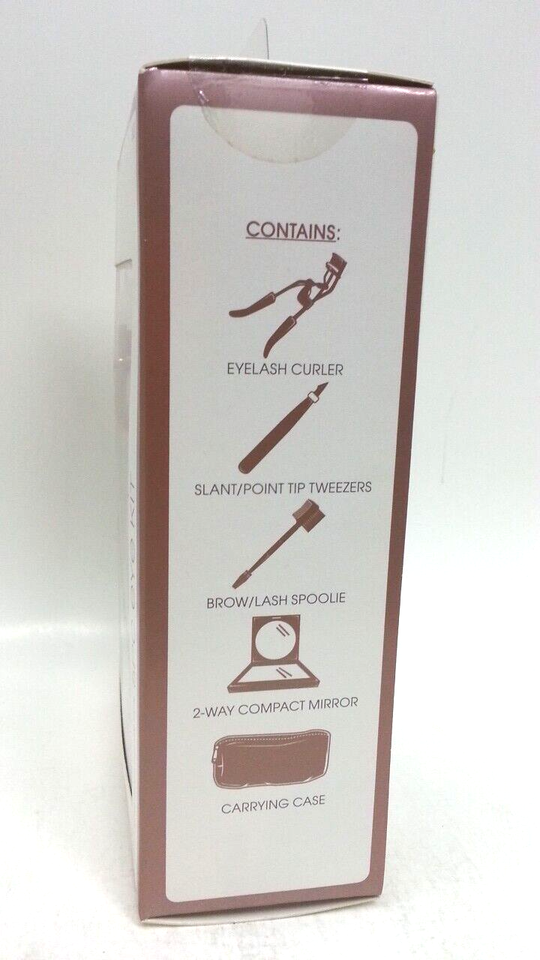 CONTAINS:
EYELASH CURLER
SLANT/POINT TIP TWEEZERS
BROW/LASH SPOOLIE
2-WAY COMPACT MIRROR
CARRYING CASE